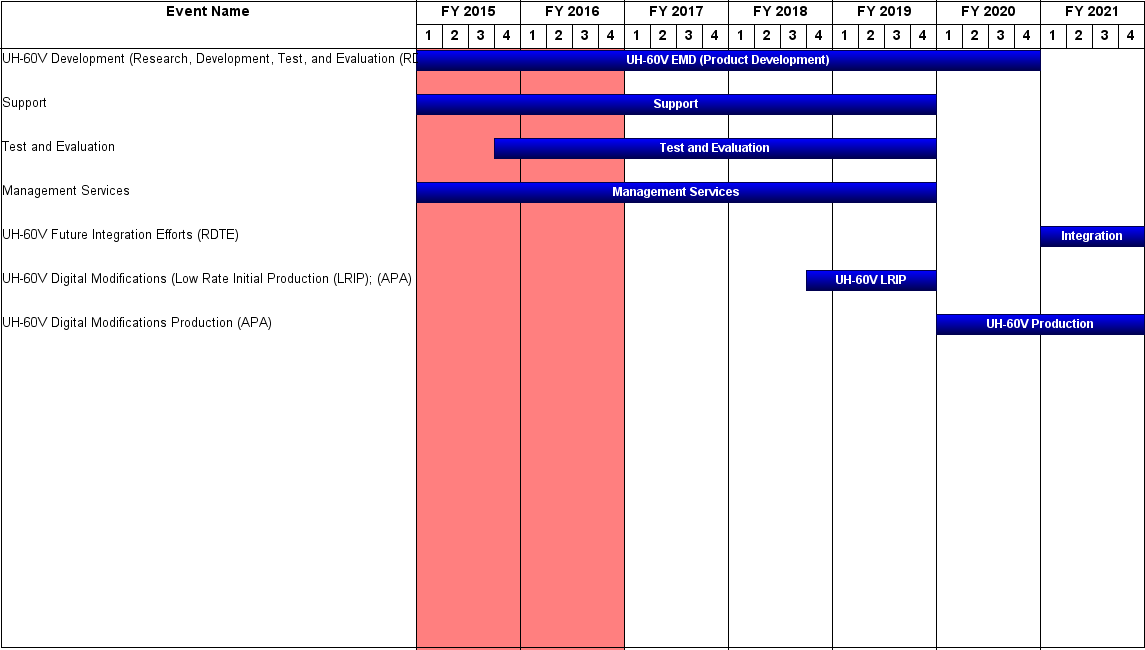 Event Name FY 2015 FY 2016 FY 2017 FY 2018 FY 2019 FY 2020 FY 2021
1 2 3 4 1 2 3 4 1 2 3 4 1 2 3 4 1 2 3 4 1 2 3 4 1 2 3 4
UH-60V Development (Research, Development, Test, and Evaluation (RD UH-60V EMD (Product Development)
Support Support
Test and Evaluation Test and Evaluation
Management Services Management Services
UH-60V Future Integration Efforts (RDTE) Integration
UH-60V Digital Modifications (Low Rate Initial Production (LRIP); (APA) UH-60V LRIP
UH-60V Digital Modifications Production (APA) UH-60V Production